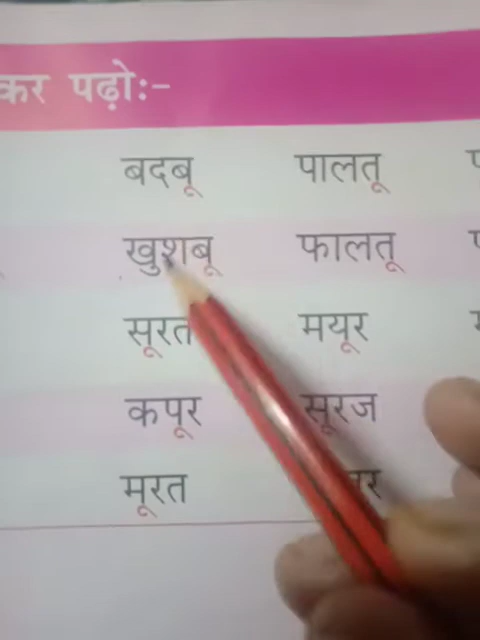 कर पढ़ो:-
बदबू पालतू
खुशबू फालतू
सूरत मयूर
कपूर सूरज
मूरत